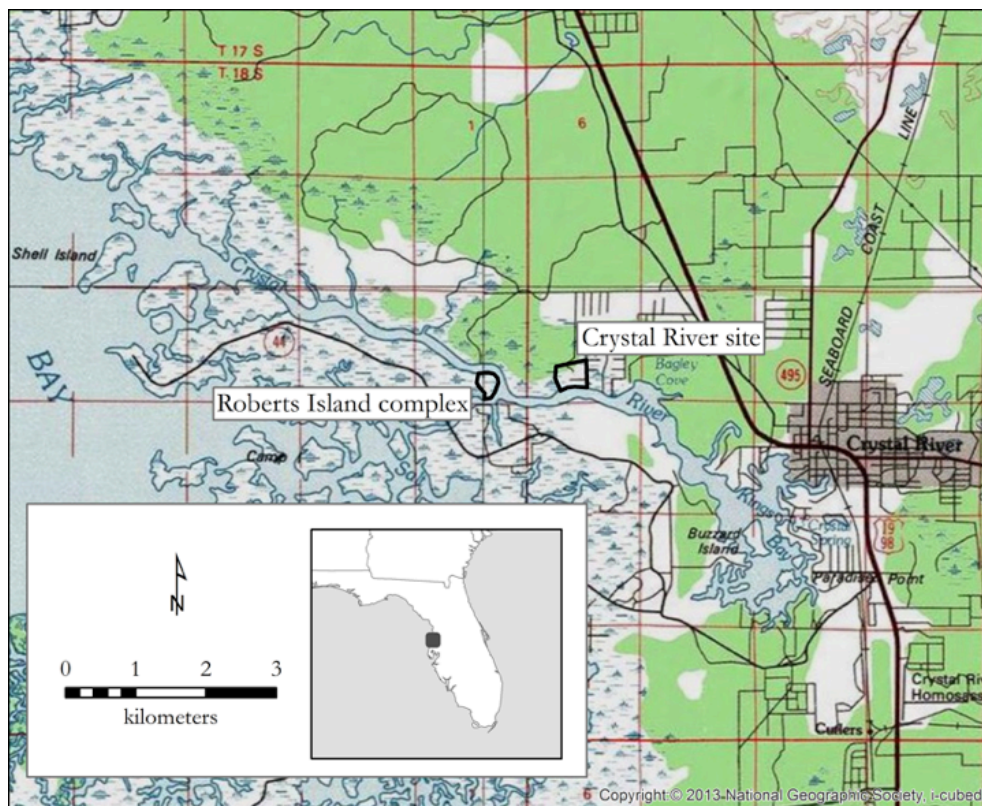 T 17 S
T 18 S
1
6
LINE
COAST
SEABOARD
Shell Island
Crystal
BAY
44
Crystal River site
Bagley
Cove
Roberts Island complex
River
495
Crystal River
Camp
Kings
Bay
Crystal
Spring
19
98
Buzzard
Island
Paradise Point
N
0 1 2 3
kilometers
Crystal Riv
Homosass
Cutlers
6
Copyright:© 2013 National Geographic Society, i-cubed